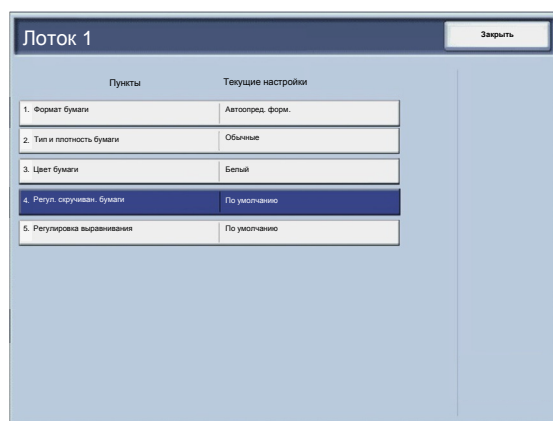 Лоток 1
Закрыть
Пункты Текущие настройки
1. Формат бумаги Автоопред. форм.
2. Тип и плотность бумаги Обычные
3. Цвет бумаги Белый
4. Регул. скручиван. бумаги По умолчанию
5. Регулировка выравнивания По умолчанию